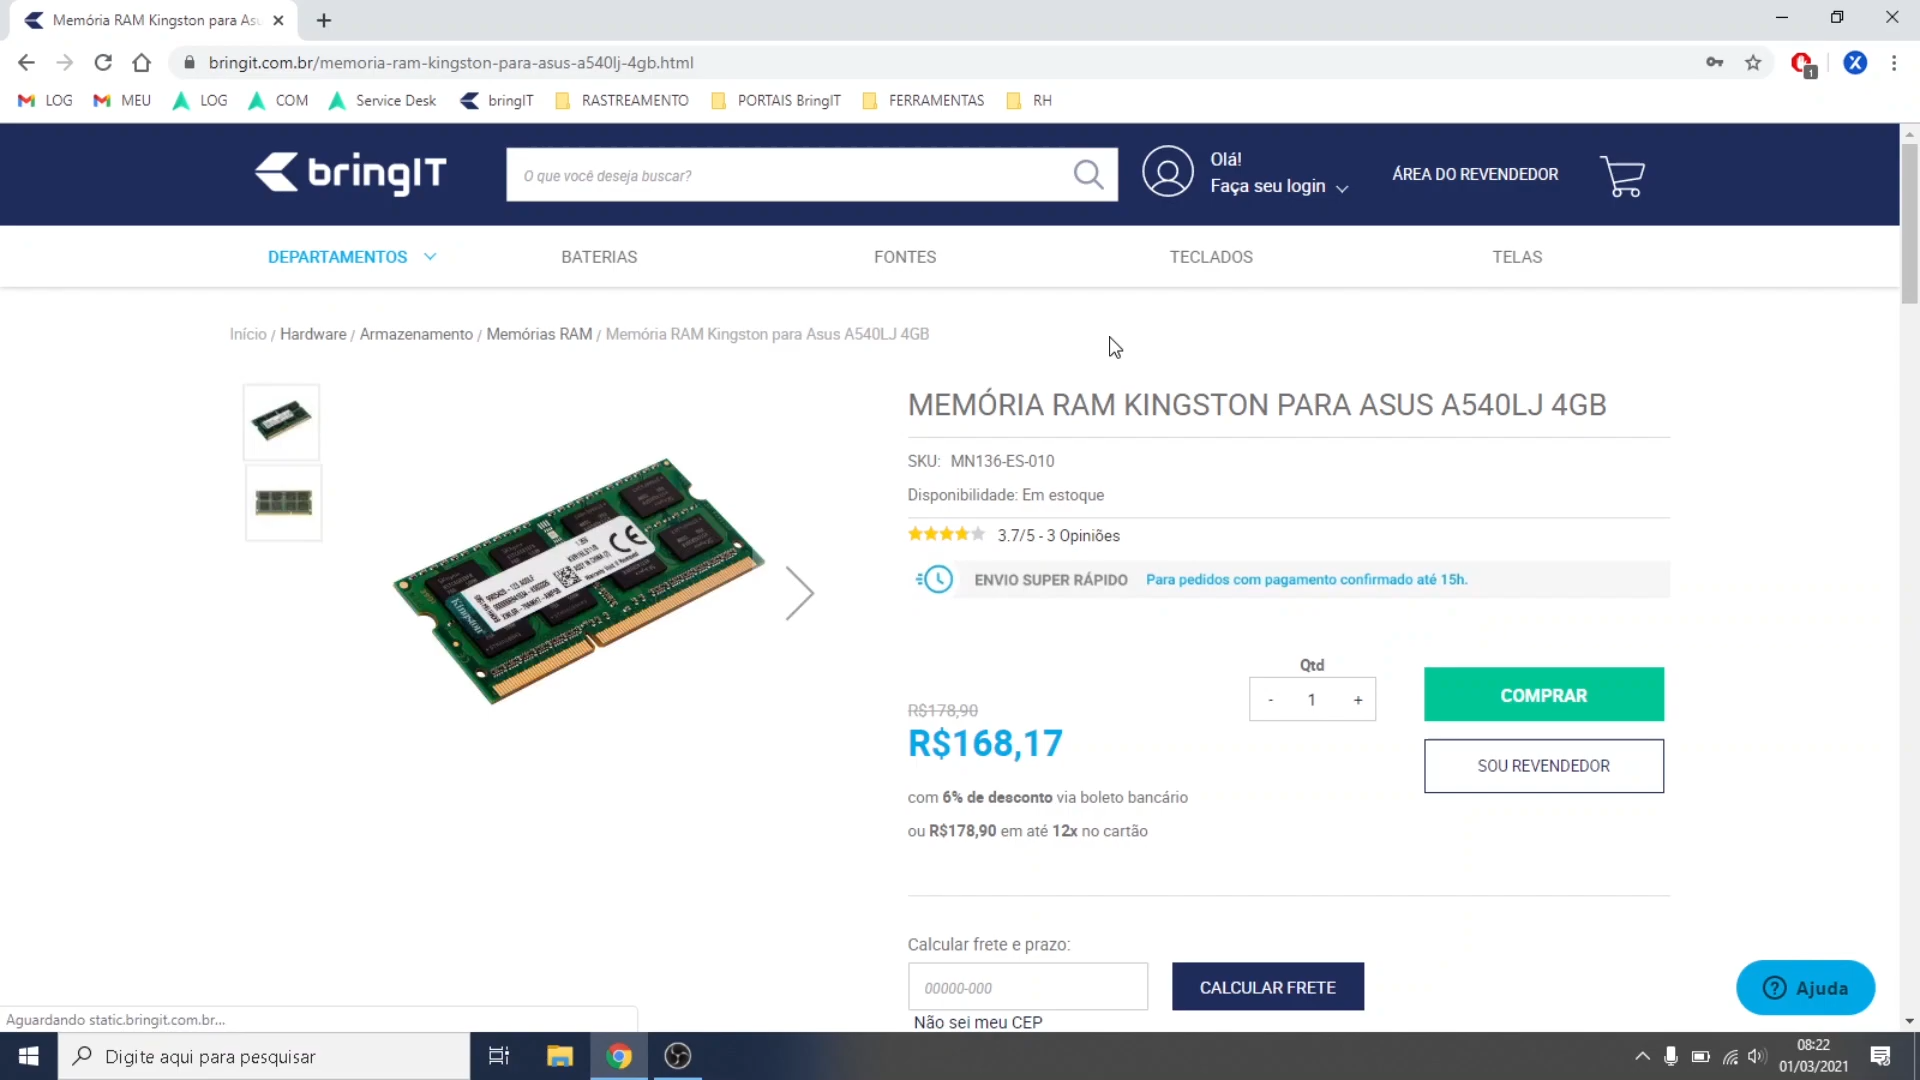 Memória RAM Kingston para Asu
bringit.com.br/memoria-ram-kingston-para-asus-a540lj-4gb.html
1
X
LOG
MEU
LOG
COM
Service Desk
bringIT
RASTREAMENTO
PORTAIS BringIT
FERRAMENTAS
RH
bringIT
O que você deseja buscar?
Olá!
Faça seu login
ÁREA DO REVENDEDOR
DEPARTAMENTOS
BATERIAS
FONTES
TECLADOS
TELAS
Início / Hardware / Armazenamento / Memórias RAM / Memória RAM Kingston para Asus A540LJ 4GB
MEMÓRIA RAM KINGSTON PARA ASUS A540LJ 4GB
SKU: MN136-ES-010
Disponibilidade: Em estoque
3.7/5 - 3 Opiniões
ENVIO SUPER RÁPIDO Para pedidos com pagamento confirmado até 15h.
Kingston
CE
Qtd
- 1 +
COMPRAR
R$178,90
R$168,17
SOU REVENDEDOR
com 6% de desconto via boleto bancário
ou R$178,90 em até 12x no cartão
Calcular frete e prazo:
00000-000
CALCULAR FRETE
Não sei meu CEP
? Ajuda
Aguardando static.bringit.com.br...
Digite aqui para pesquisar
08:22
01/03/2021